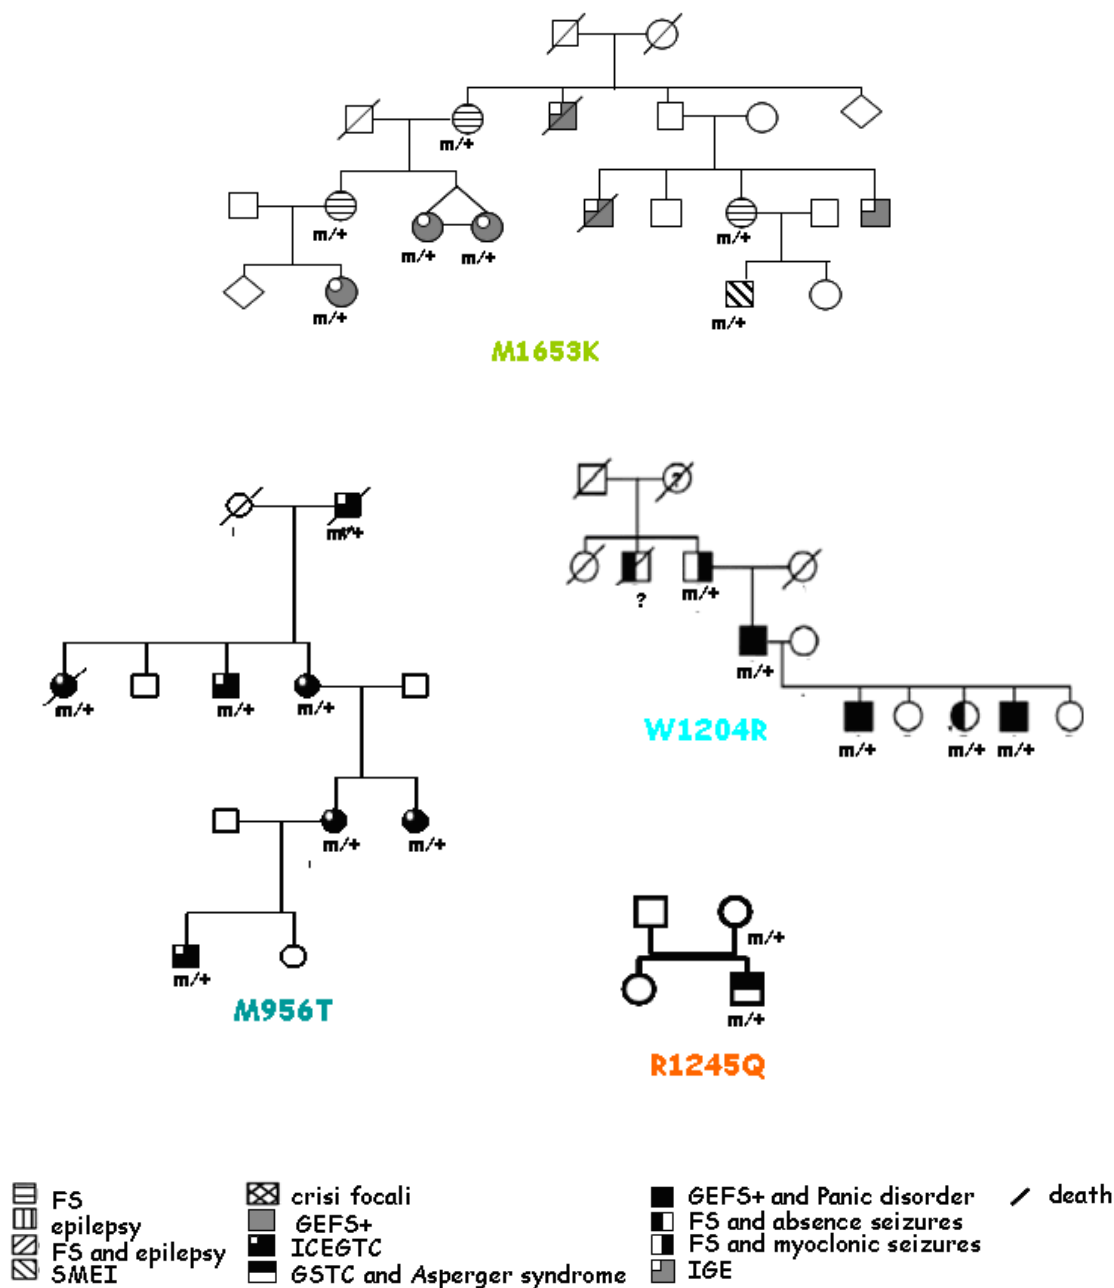 m/+
m/+
m/+ m/+
m/+
m/+
m/+
M1653K
?
m/+
? m/+
m/+ m/+ m/+
m/+
W1204R
m/+ m/+ m/+
m/+ m/+
m/+
m/+
m/+
M956T
R1245Q
FS
epilepsy
FS and epilepsy
SMEI
crisi focali
GEFS+
ICEGTC
GSTC and Asperger syndrome
GEFS+ and Panic disorder
FS and absence seizures
FS and myoclonic seizures
IGE
death